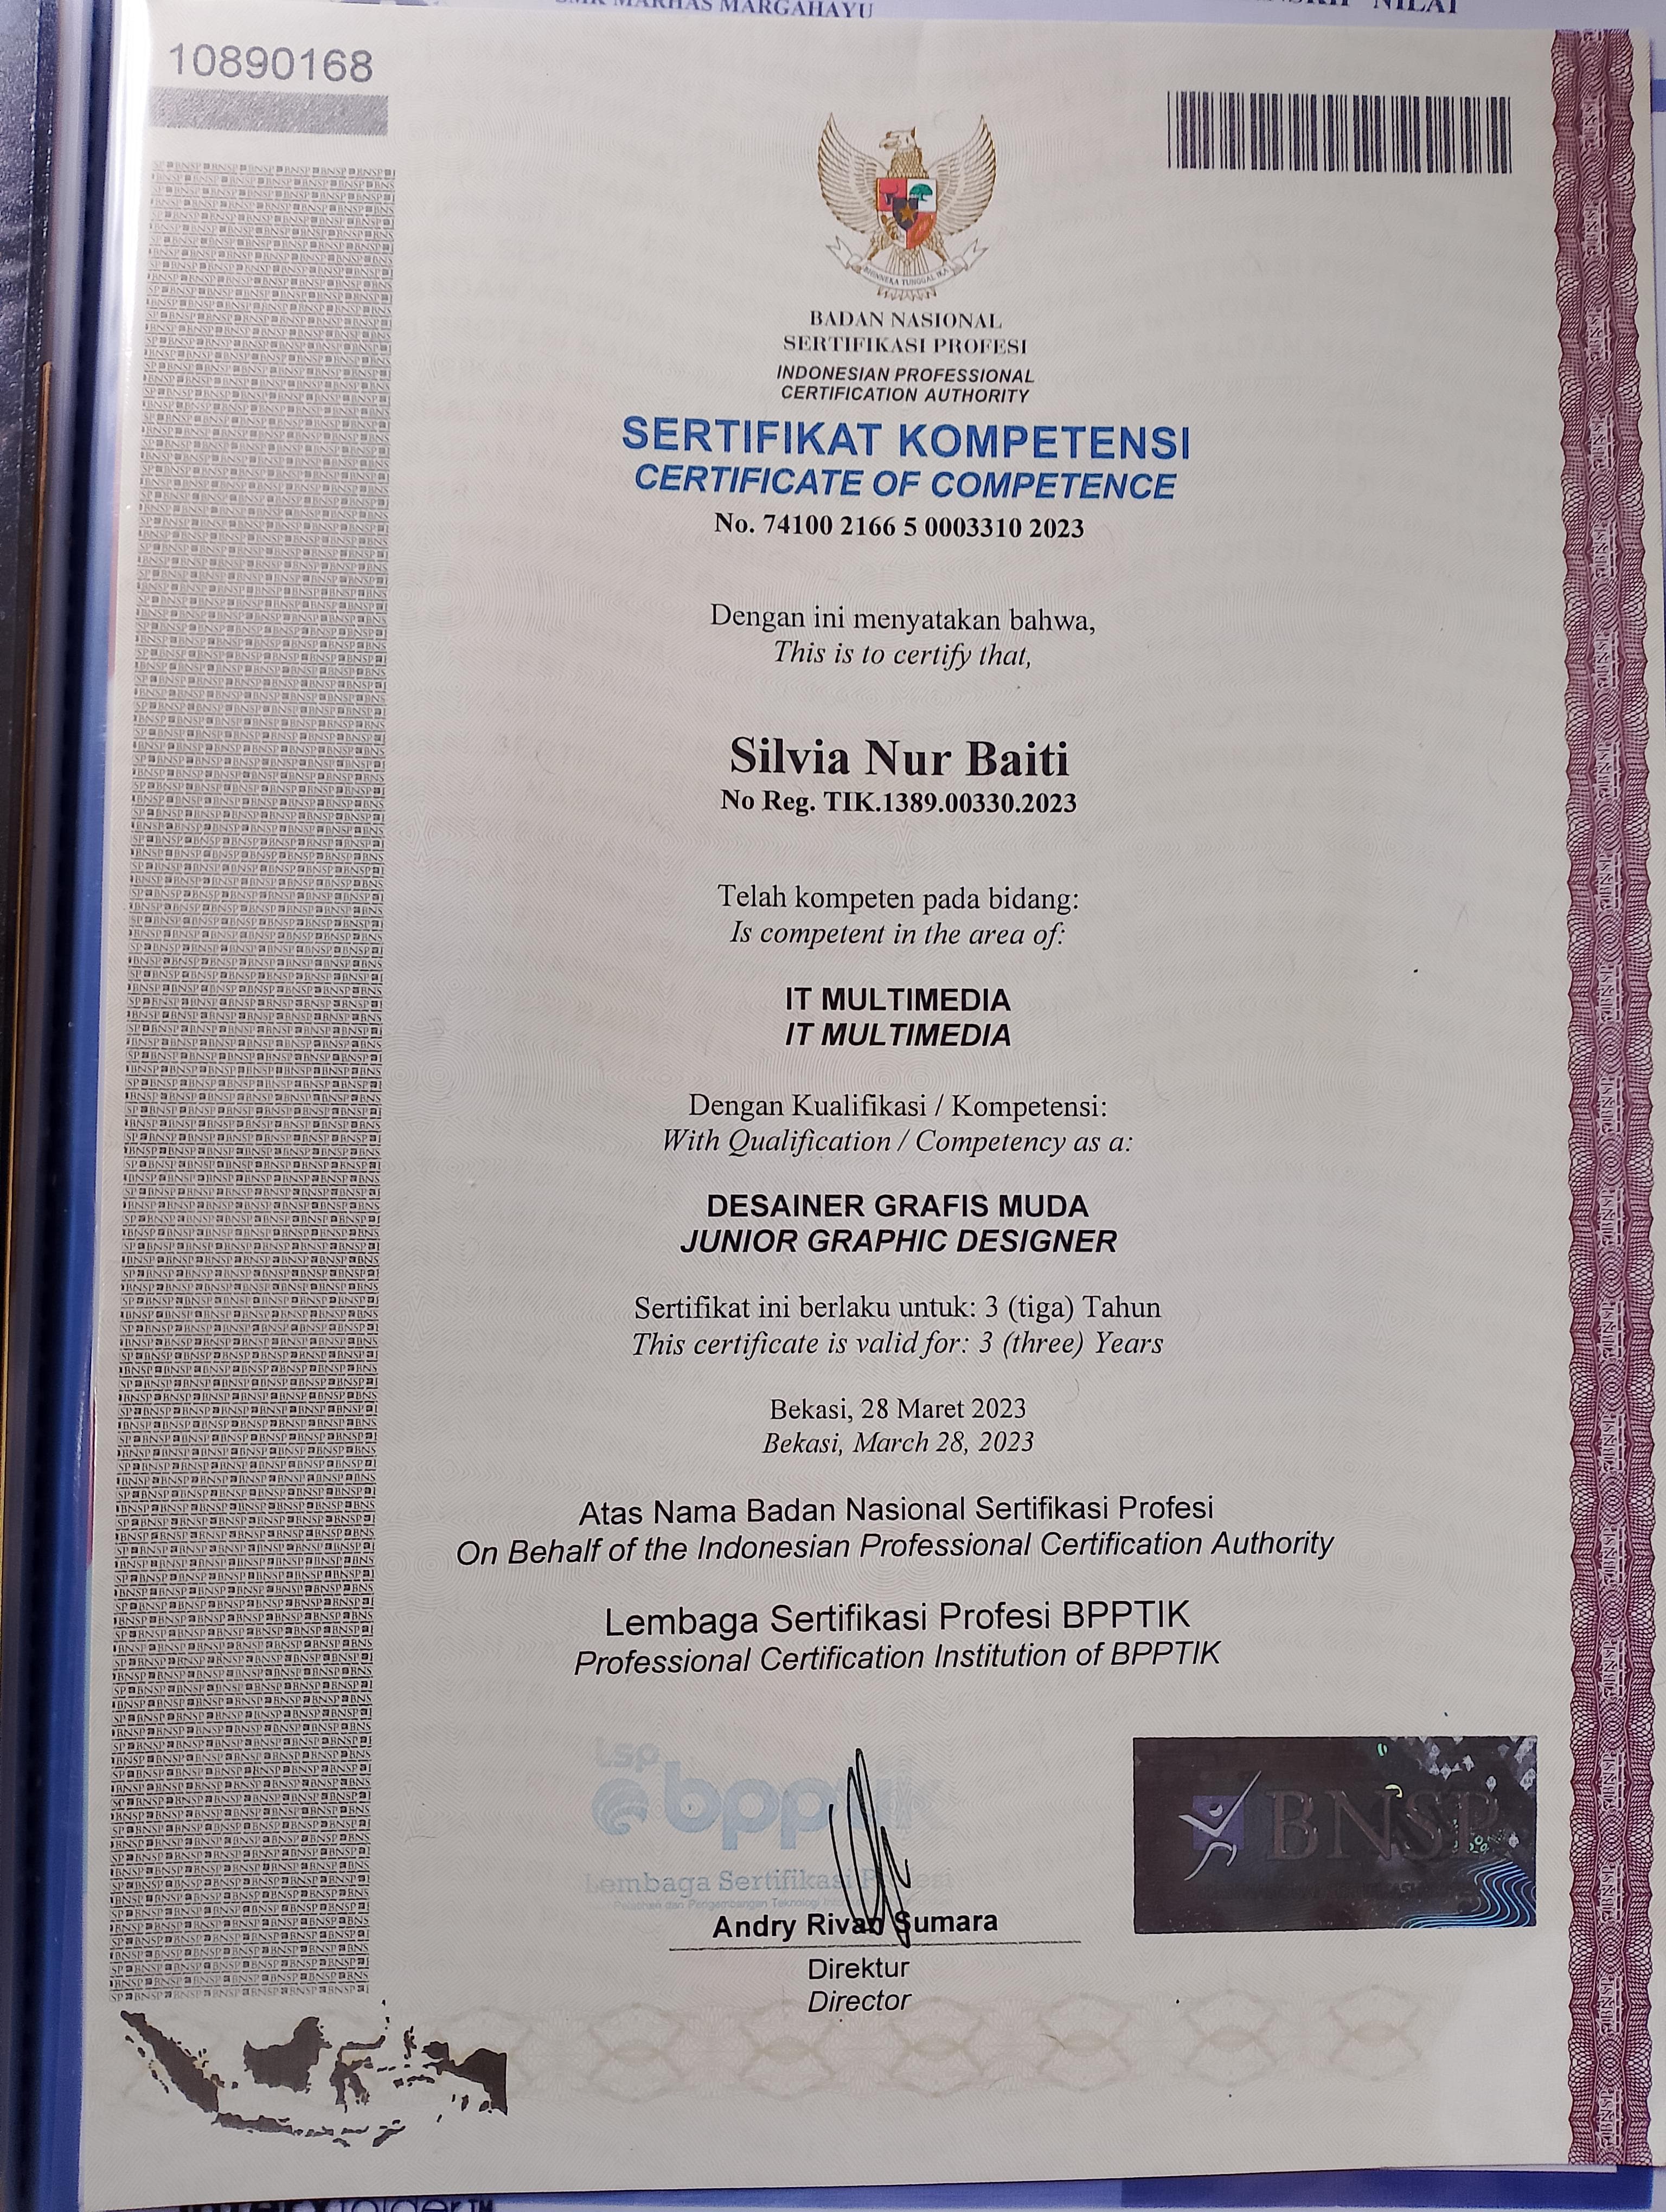 SMK MARHAS MARGAHAYU
NILAI
10890168
BHINNEKA TUNGGAL IKA
BADAN NASIONAL
SERTIFIKASI PROFESI
INDONESIAN PROFESSIONAL
CERTIFICATION AUTHORITY
SERTIFIKAT KOMPETENSI
CERTIFICATE OF COMPETENCE
No. 74100 2166 5 0003310 2023
Dengan ini menyatakan bahwa,
This is to certify that,
Silvia Nur Baiti
No Reg. TIK.1389.00330.2023
Telah kompeten pada bidang:
Is competent in the area of:
IT MULTIMEDIA
IT MULTIMEDIA
Dengan Kualifikasi / Kompetensi:
With Qualification / Competency as a:
DESAINER GRAFIS MUDA
JUNIOR GRAPHIC DESIGNER
Sertifikat ini berlaku untuk: 3 (tiga) Tahun
This certificate is valid for: 3 (three) Years
Bekasi, 28 Maret 2023
Bekasi, March 28, 2023
Atas Nama Badan Nasional Sertifikasi Profesi
On Behalf of the Indonesian Professional Certification Authority
Lembaga Sertifikasi Profesi BPPTIK
Professional Certification Institution of BPPTIK
Lsp
Lembaga Sertifikasi Profesi
Andry Rivan Sumara
Direktur
Director
BNSP